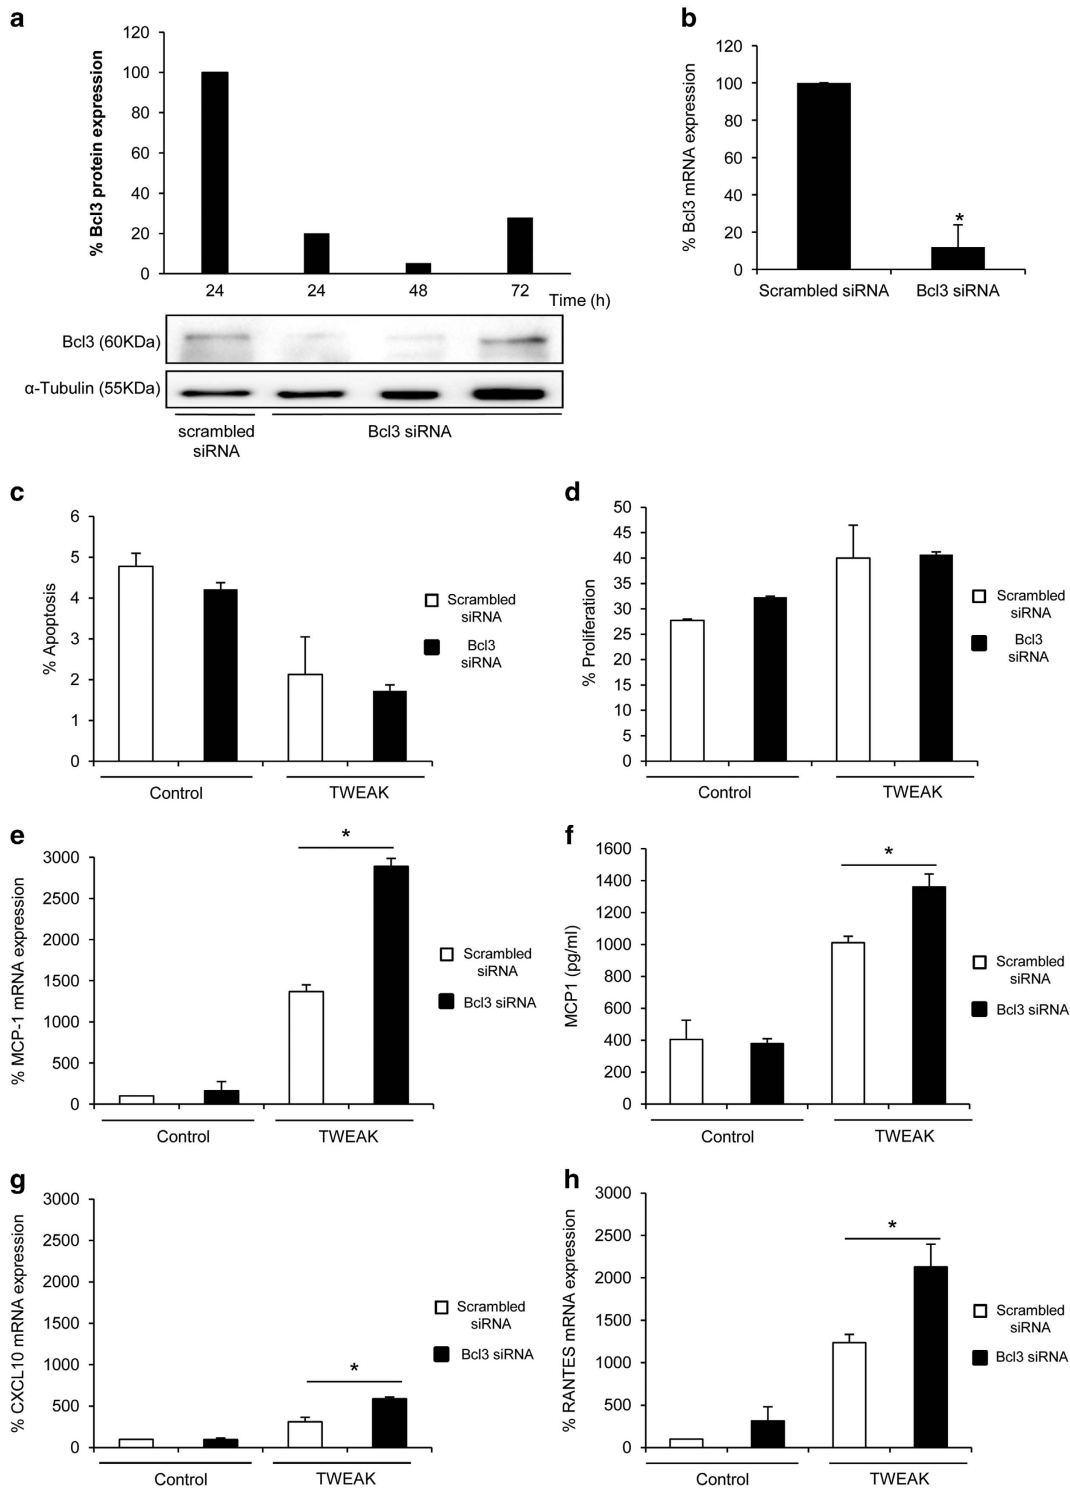 a
% Bcl3 protein expression
120
100
80
60
40
20
0
24
24
48
72
Time (h)
Bcl3 (60KDa)
α-Tubulin (55KDa)
scrambled
siRNA
Bcl3 siRNA
b
% Bcl3 mRNA expression
120
100
80
60
40
20
0
*
Scrambled siRNA
Bcl3 siRNA
c
% Apoptosis
6
5
4
3
2
1
0
Control
TWEAK
Scrambled
siRNA
Bcl3
siRNA
d
% Proliferation
50
45
40
35
30
25
20
15
10
5
0
Control
TWEAK
Scrambled
siRNA
Bcl3
siRNA
e
% MCP-1 mRNA expression
3000
2500
2000
1500
1000
500
0
*
Control
TWEAK
Scrambled
siRNA
Bcl3 siRNA
f
MCP1 (pg/ml)
1600
1400
1200
1000
800
600
400
200
0
*
Control
TWEAK
Scrambled
siRNA
Bcl3 siRNA
g
% CXCL10 mRNA expression
3000
2500
2000
1500
1000
500
0
*
Control
TWEAK
Scrambled
siRNA
Bcl3 siRNA
h
% RANTES mRNA expression
3000
2500
2000
1500
1000
500
0
*
Control
TWEAK
Scrambled
siRNA
Bcl3 siRNA